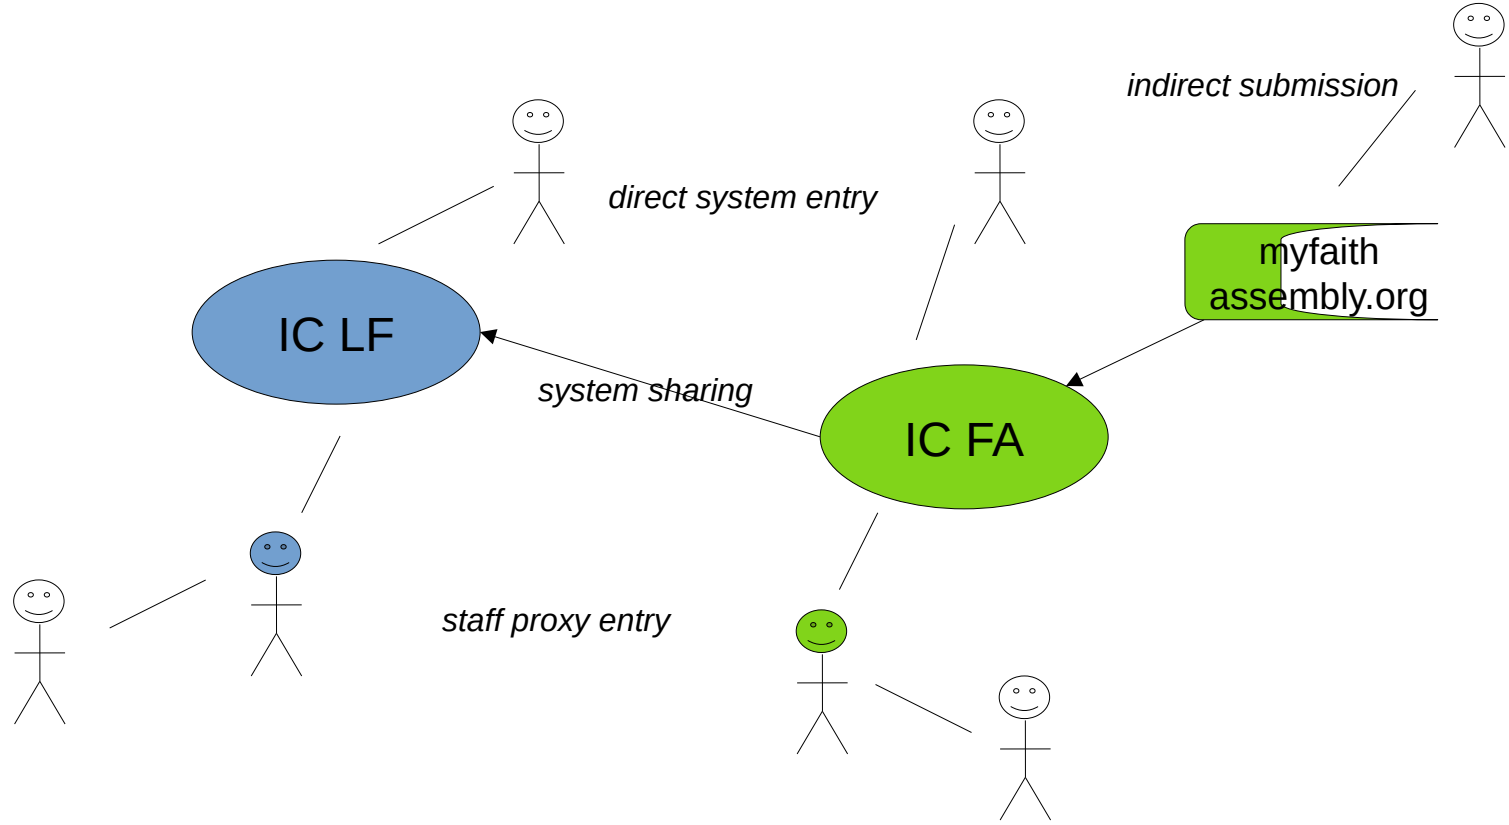 indirect submission
direct system entry
myfaith
assembly.org
IC LF
system sharing
IC FA
staff proxy entry